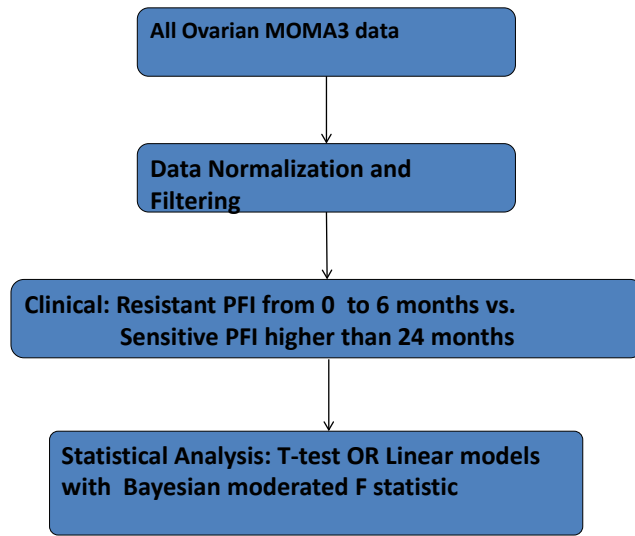 All Ovarian MOMA3 data
Data Normalization and
Filtering
Clinical: Resistant PFI from 0 to 6 months vs.
Sensitive PFI higher than 24 months
Statistical Analysis: T-test OR Linear models
with Bayesian moderated F statistic